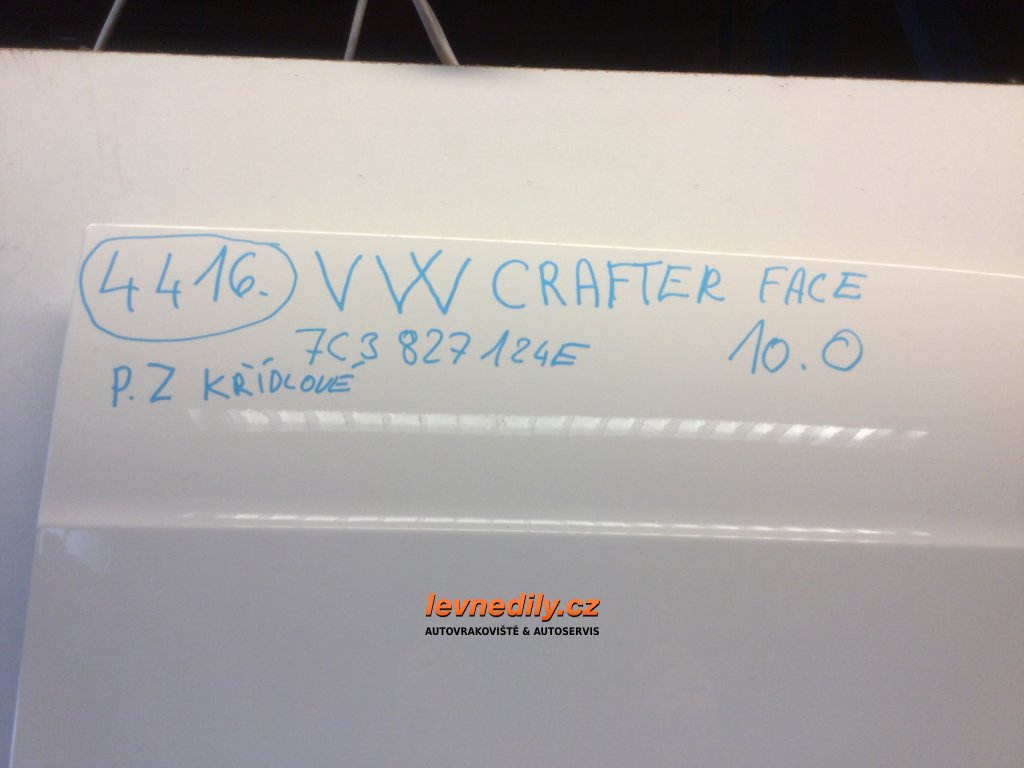 4416. VW CRAFTER FACE
7C3 827 124E 10.0
P.Z KŘÍDLOVÉ
levnedily.cz
AUTOVRAKOVIŠTĚ & AUTOSERVIS